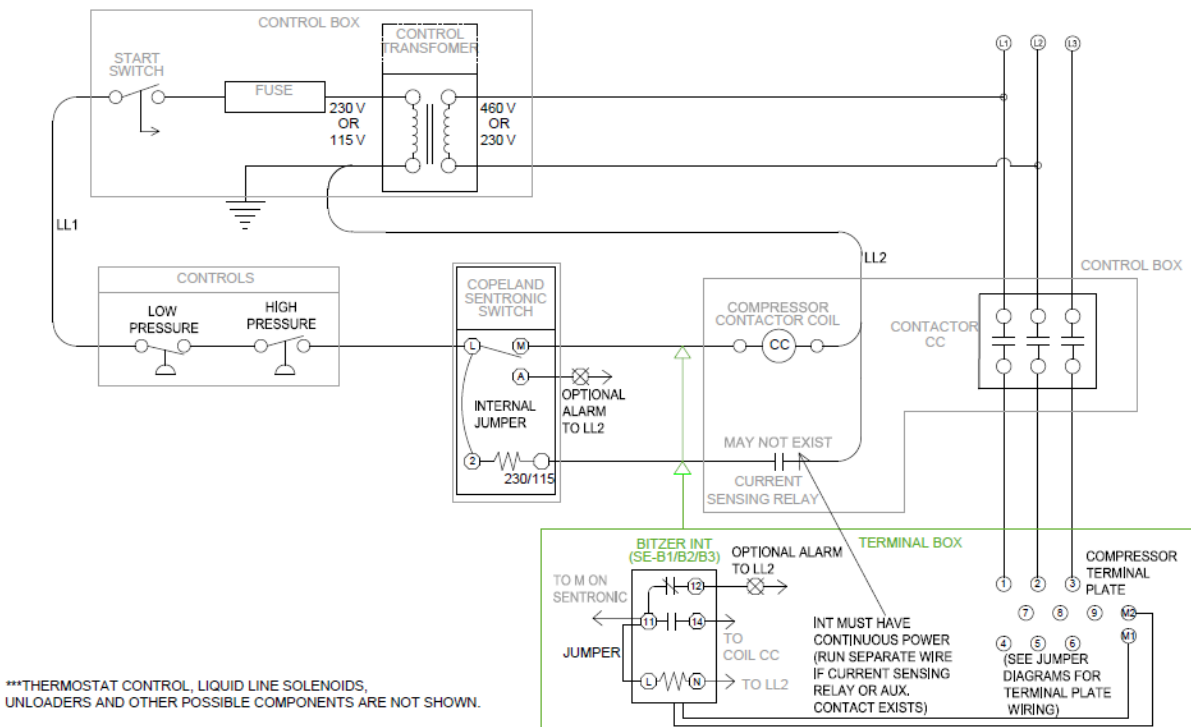 CONTROL BOX
CONTROL
TRANSFOMER
START
SWITCH
FUSE
230 V
OR
115 V
460 V
OR
230 V
L1
L2
L3
LL1
LL2
CONTROLS
LOW
PRESSURE
HIGH
PRESSURE
COPELAND
SENTRONIC
SWITCH
L
M
A
OPTIONAL
ALARM
TO LL2
INTERNAL
JUMPER
2
230/115
COMPRESSOR
CONTACTOR COIL
CC
MAY NOT EXIST
CURRENT
SENSING RELAY
CONTROL BOX
CONTACTOR
CC
BITZER INT
(SE-B1/B2/B3)
OPTIONAL ALARM
TO LL2
TERMINAL BOX
TO M ON
SENTRONIC
12
11
14
TO
COIL CC
JUMPER
L
N
TO LL2
INT MUST HAVE
CONTINUOUS POWER
(RUN SEPARATE WIRE
IF CURRENT SENSING
RELAY OR AUX.
CONTACT EXISTS)
COMPRESSOR
TERMINAL
PLATE
1
2
3
7
8
9
M2
M1
4
5
6
(SEE JUMPER
DIAGRAMS FOR
TERMINAL PLATE
WIRING)
***THERMOSTAT CONTROL, LIQUID LINE SOLENOIDS,
UNLOADERS AND OTHER POSSIBLE COMPONENTS ARE NOT SHOWN.